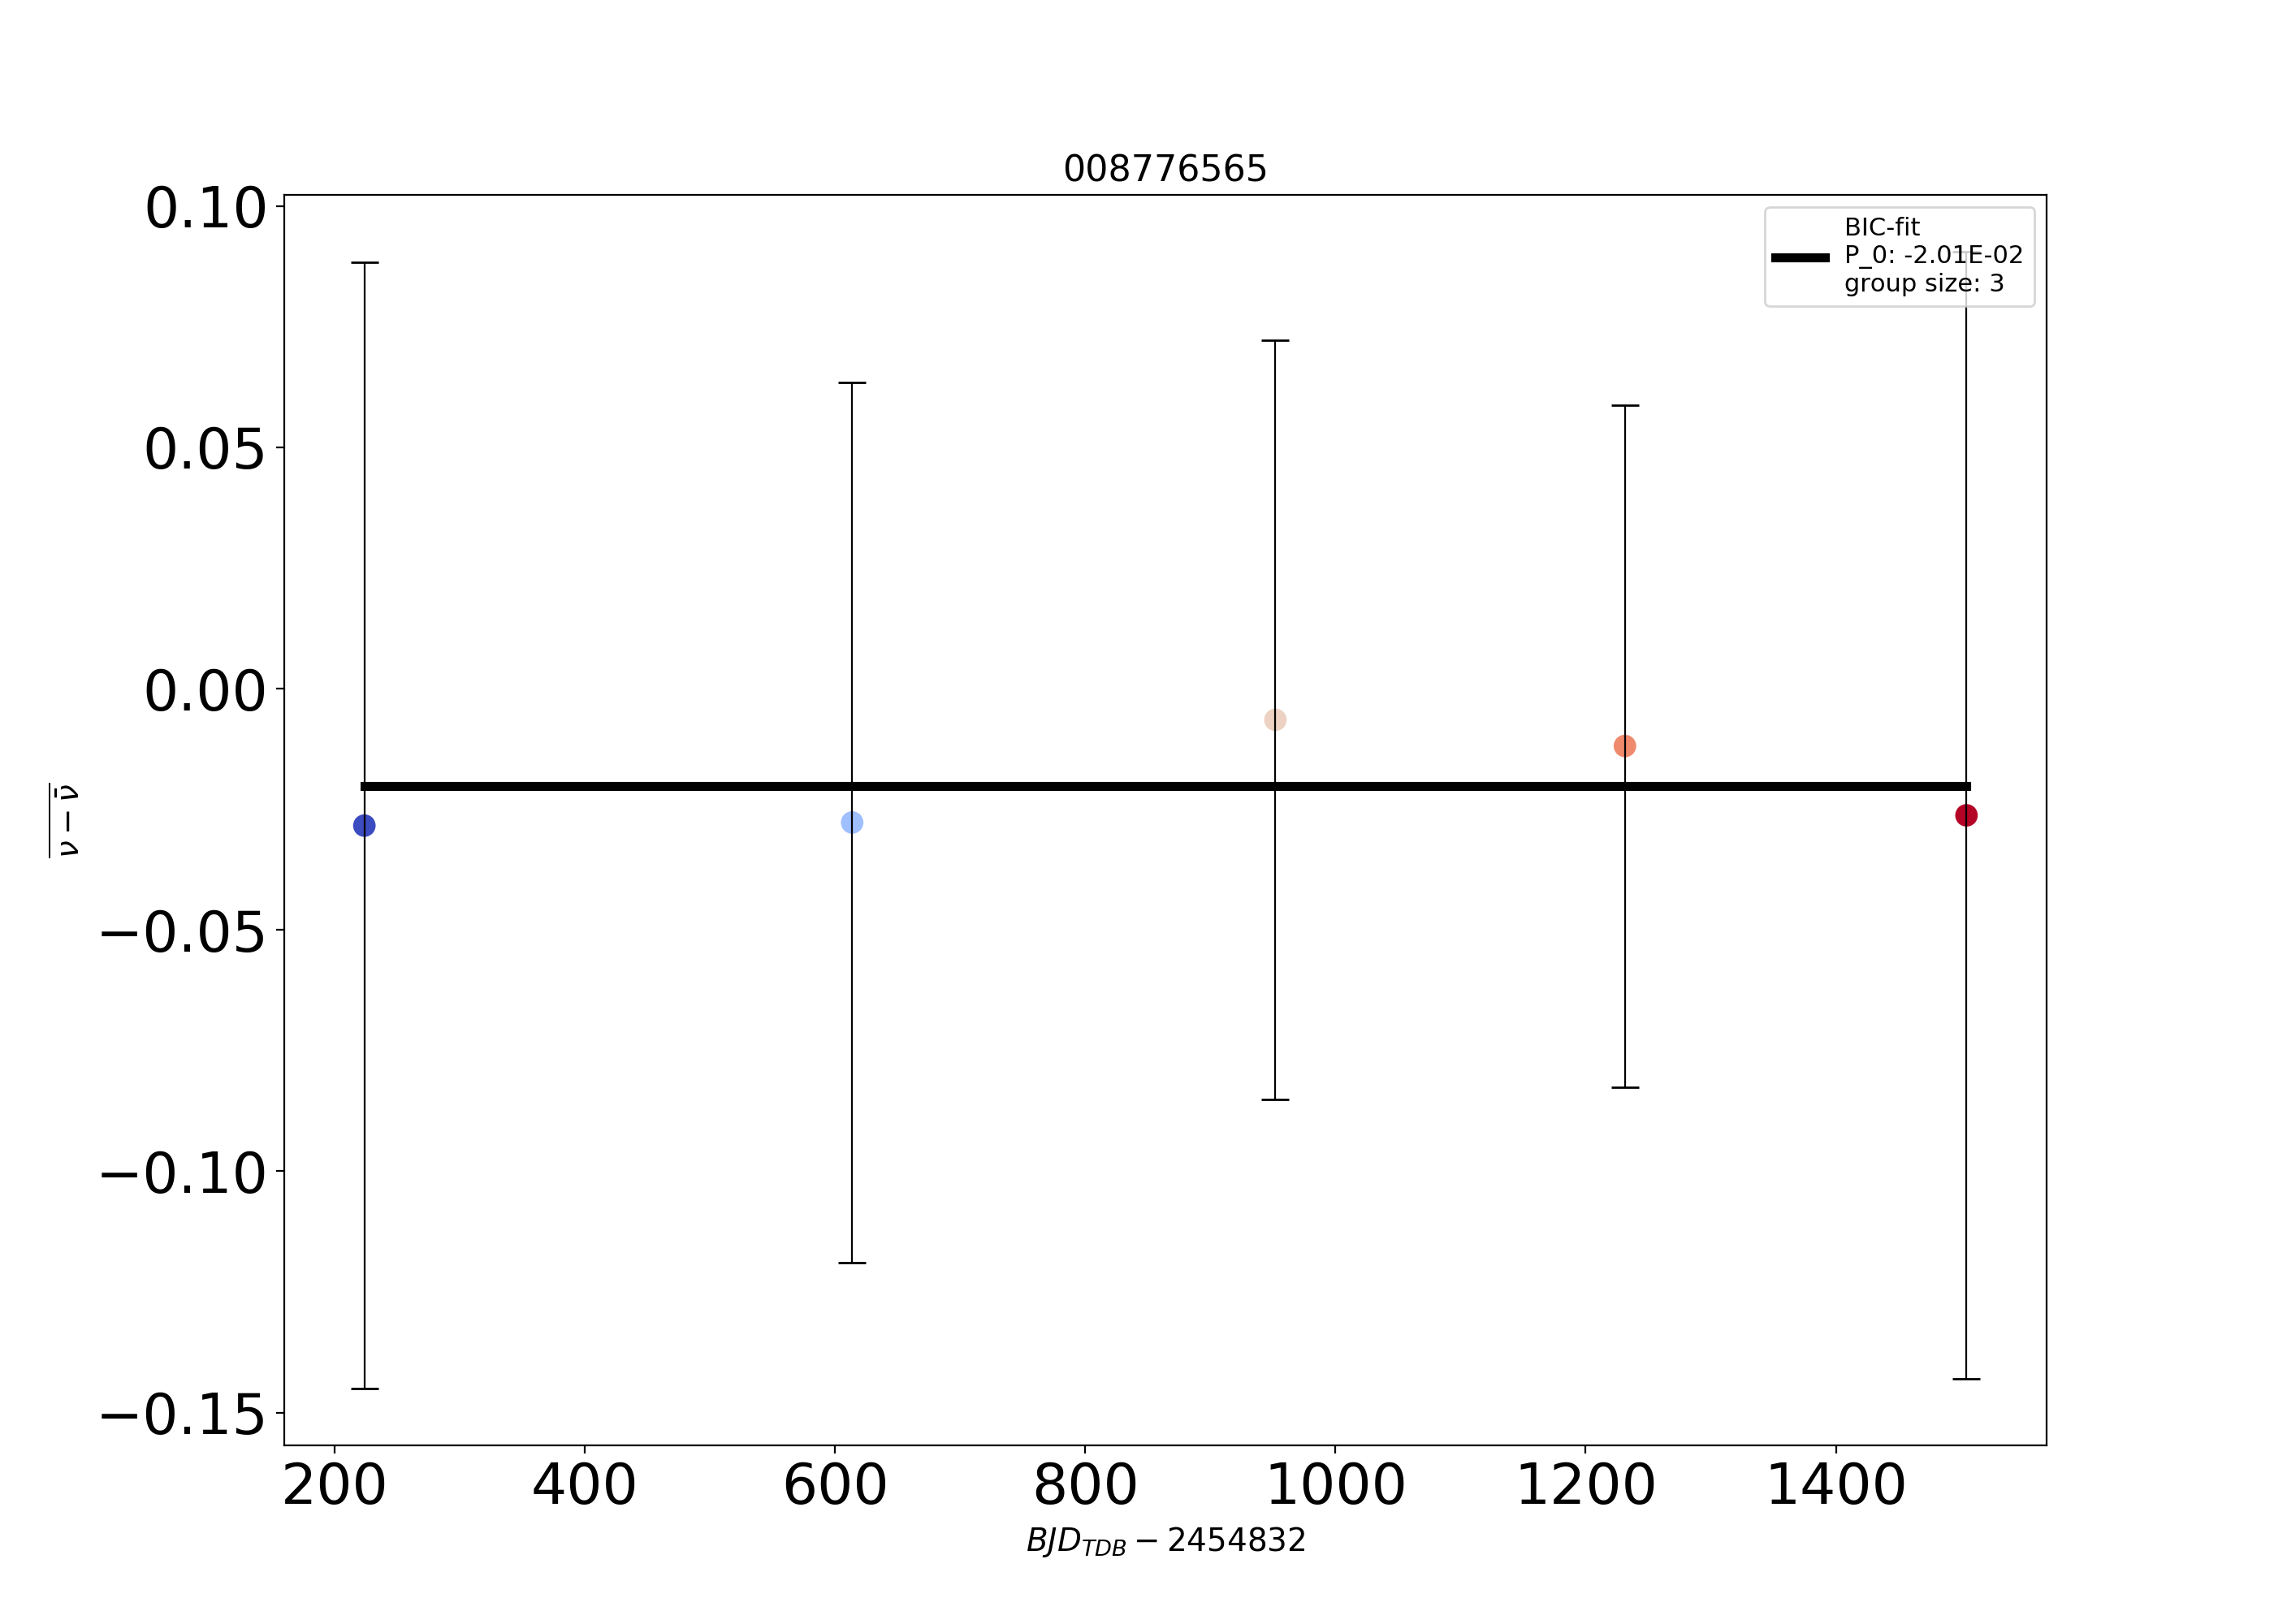 008776565
BIC-fit
P_0: -2.01E-02
group size: 3
0.10
0.05
0.00
−0.05
−0.10
−0.15
ν − ν̄
200 400 600 800 1000 1200 1400
BJD_TDB − 2454832